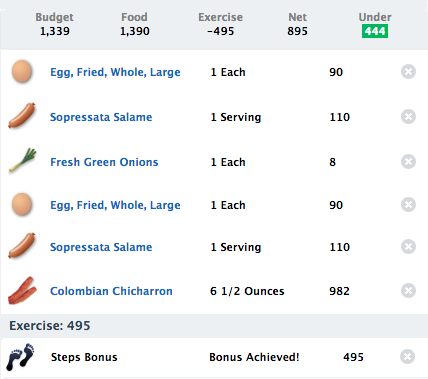 Budget Food Exercise Net Under
1,339 1,390 -495 895 444
Egg, Fried, Whole, Large 1 Each 90
Sopressata Salame 1 Serving 110
Fresh Green Onions 1 Each 8
Egg, Fried, Whole, Large 1 Each 90
Sopressata Salame 1 Serving 110
Colombian Chicharron 6 1/2 Ounces 982
Exercise: 495
Steps Bonus Bonus Achieved! 495